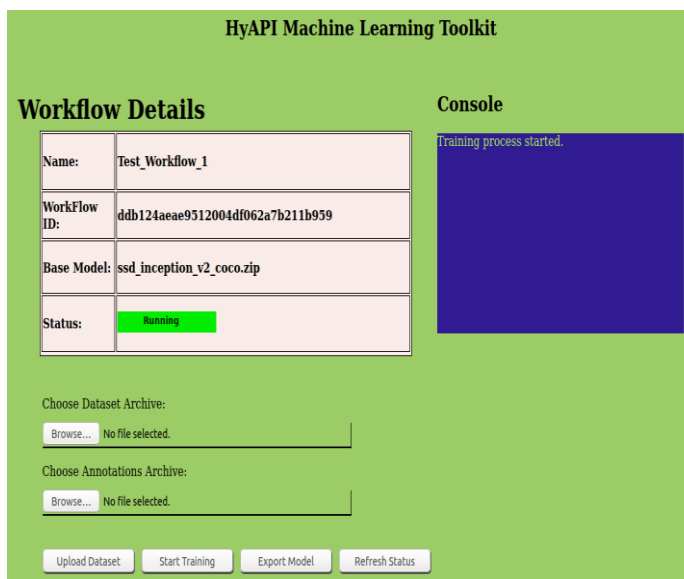 HyAPI Machine Learning Toolkit
Workflow Details
Name: Test_Workflow_1
WorkFlow ID: ddb124aeae9512004df062a7b211b959
Base Model: ssd_inception_v2_coco.zip
Status: Running
Console
Training process started.
Choose Dataset Archive:
Browse... No file selected.
Choose Annotations Archive:
Browse... No file selected.
Upload Dataset Start Training Export Model Refresh Status